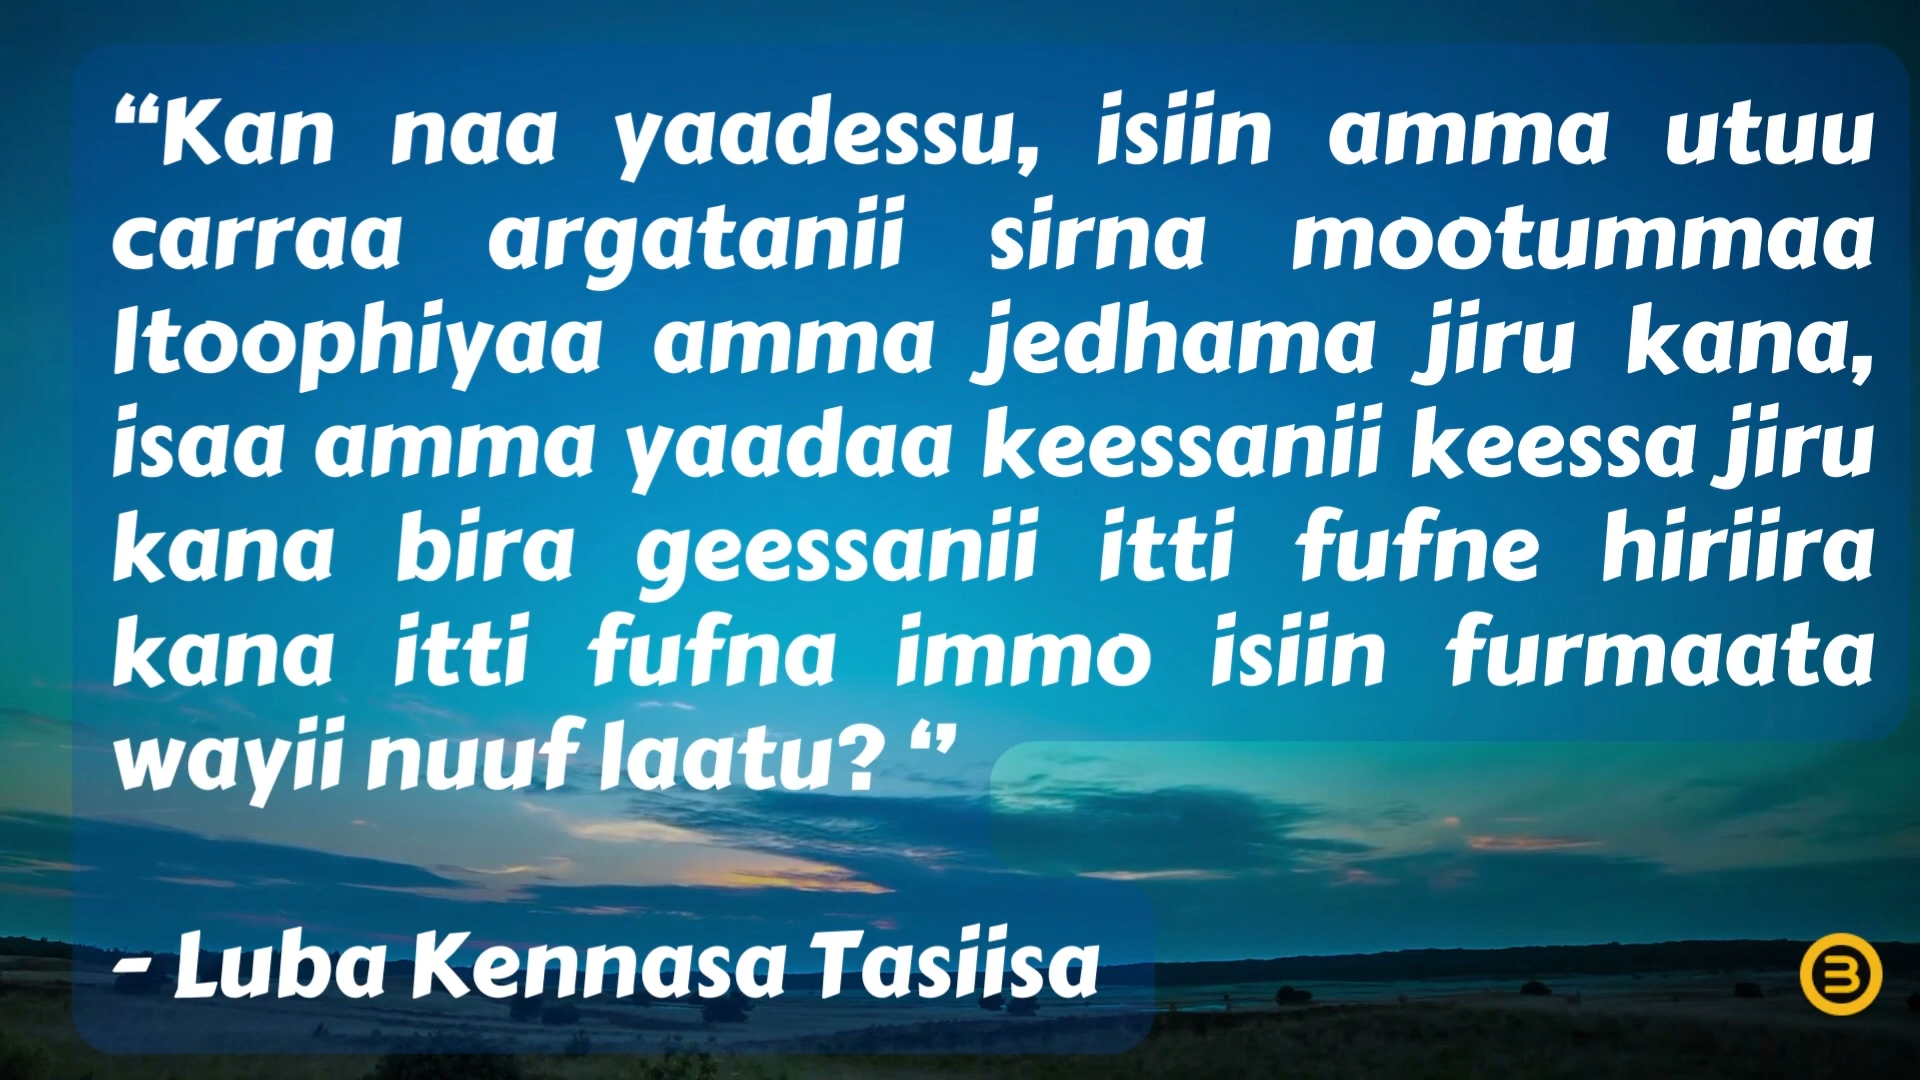 “Kan naa yaadessu, isiin amma utuu
carraa argatanii sirna mootummaa
Itoophiyaa amma jedhama jiru kana,
isaa amma yaadaa keessanii keessa jiru
kana bira geessanii itti fufne hiriira
kana itti fufna immo isiin furmaata
wayii nuuf laatu? ‘’
- Luba Kennasa Tasiisa